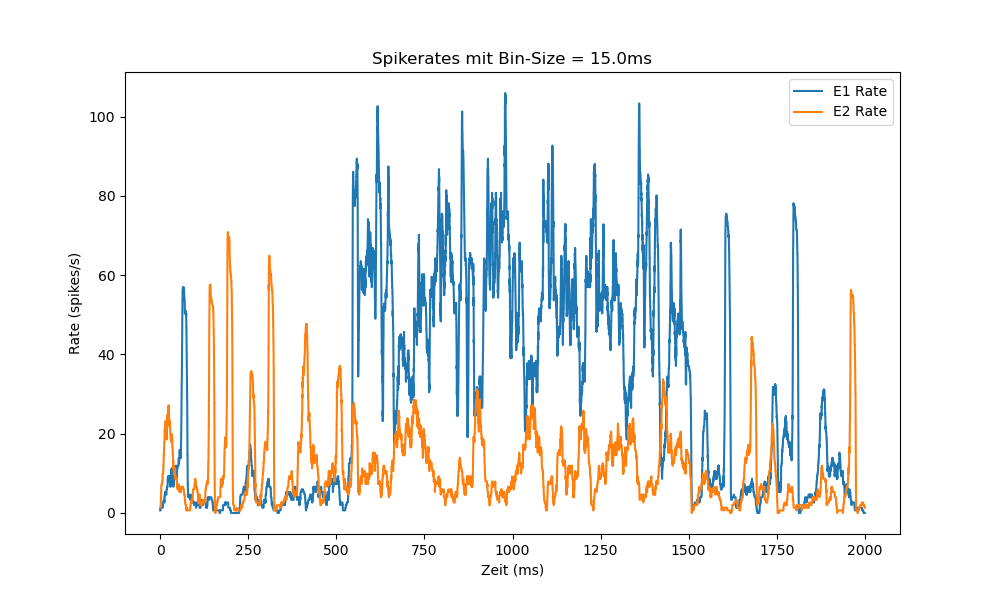 Spikerates mit Bin-Size = 15.0ms
E1 Rate
E2 Rate
100
80
60
40
20
0
Rate (spikes/s)
0 250 500 750 1000 1250 1500 1750 2000
Zeit (ms)